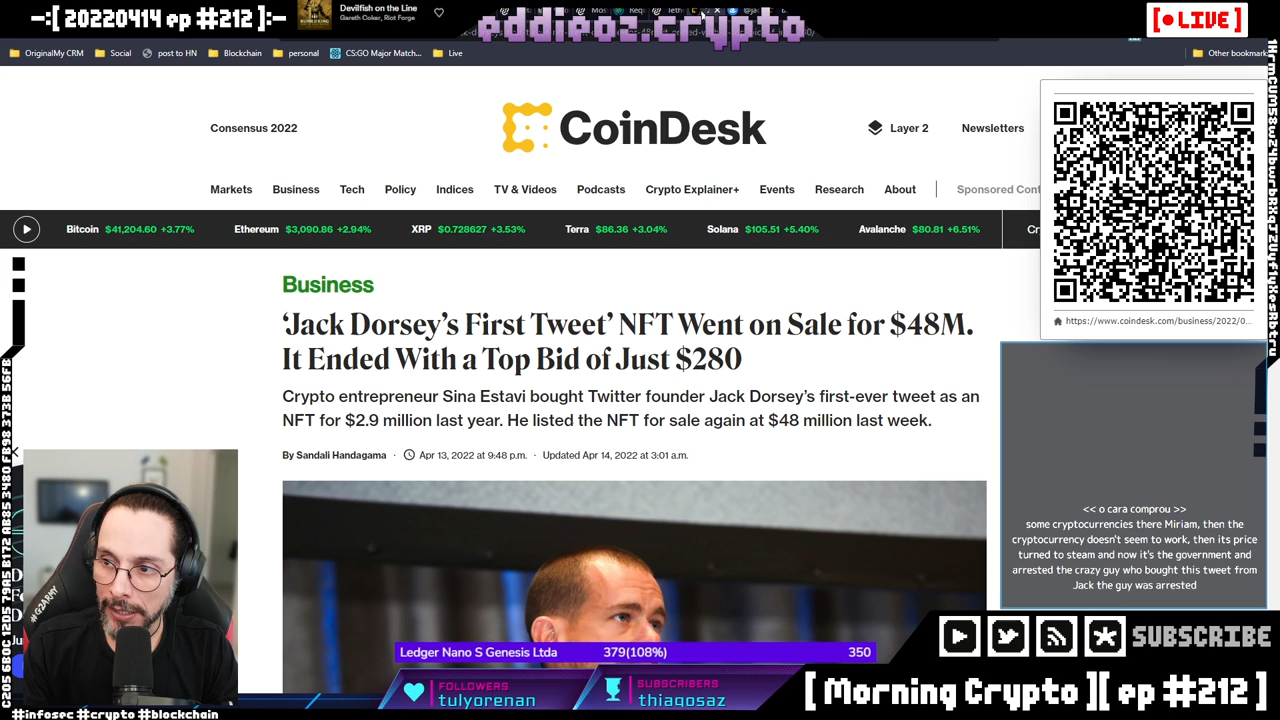 -:[ 20220414 ep #212 ]:-
Devilfish on the Line
Gareth Coker, Riot Forge
eddieoz.crypto
[ • LIVE ]
OriginalMy CRM
Social
post to HN
Blockchain
personal
CS:GO Major Match...
Live
Other bookmark
Consensus 2022
CoinDesk
Layer 2
Newsletters
Markets
Business
Tech
Policy
Indices
TV & Videos
Podcasts
Crypto Explainer+
Events
Research
About
Sponsored Cont
Bitcoin $41,204.60 +3.77%
Ethereum $3,090.86 +2.94%
XRP $0.728627 +3.53%
Terra $86.36 +3.04%
Solana $105.51 +5.40%
Avalanche $80.81 +6.51%
Cr
https://www.coindesk.com/business/2022/0...
Business
‘Jack Dorsey’s First Tweet’ NFT Went on Sale for $48M.
It Ended With a Top Bid of Just $280
Crypto entrepreneur Sina Estavi bought Twitter founder Jack Dorsey’s first-ever tweet as an
NFT for $2.9 million last year. He listed the NFT for sale again at $48 million last week.
By Sandali Handagama · Apr 13, 2022 at 9:48 p.m. · Updated Apr 14, 2022 at 3:01 a.m.
<< o cara comprou >>
some cryptocurrencies there Miriam, then the
cryptocurrency doesn't seem to work, then its price
turned to steam and now it's the government and
arrested the crazy guy who bought this tweet from
Jack the guy was arrested
#G2ARMY
Ledger Nano S Genesis Ltda 379(108%) 350
FOLLOWERS
tulyorenan
SUBSCRIBERS
thiagosaz
SUBSCRIBE
[ Morning Crypto ][ ep #212 ]
#infosec #crypto #blockchain